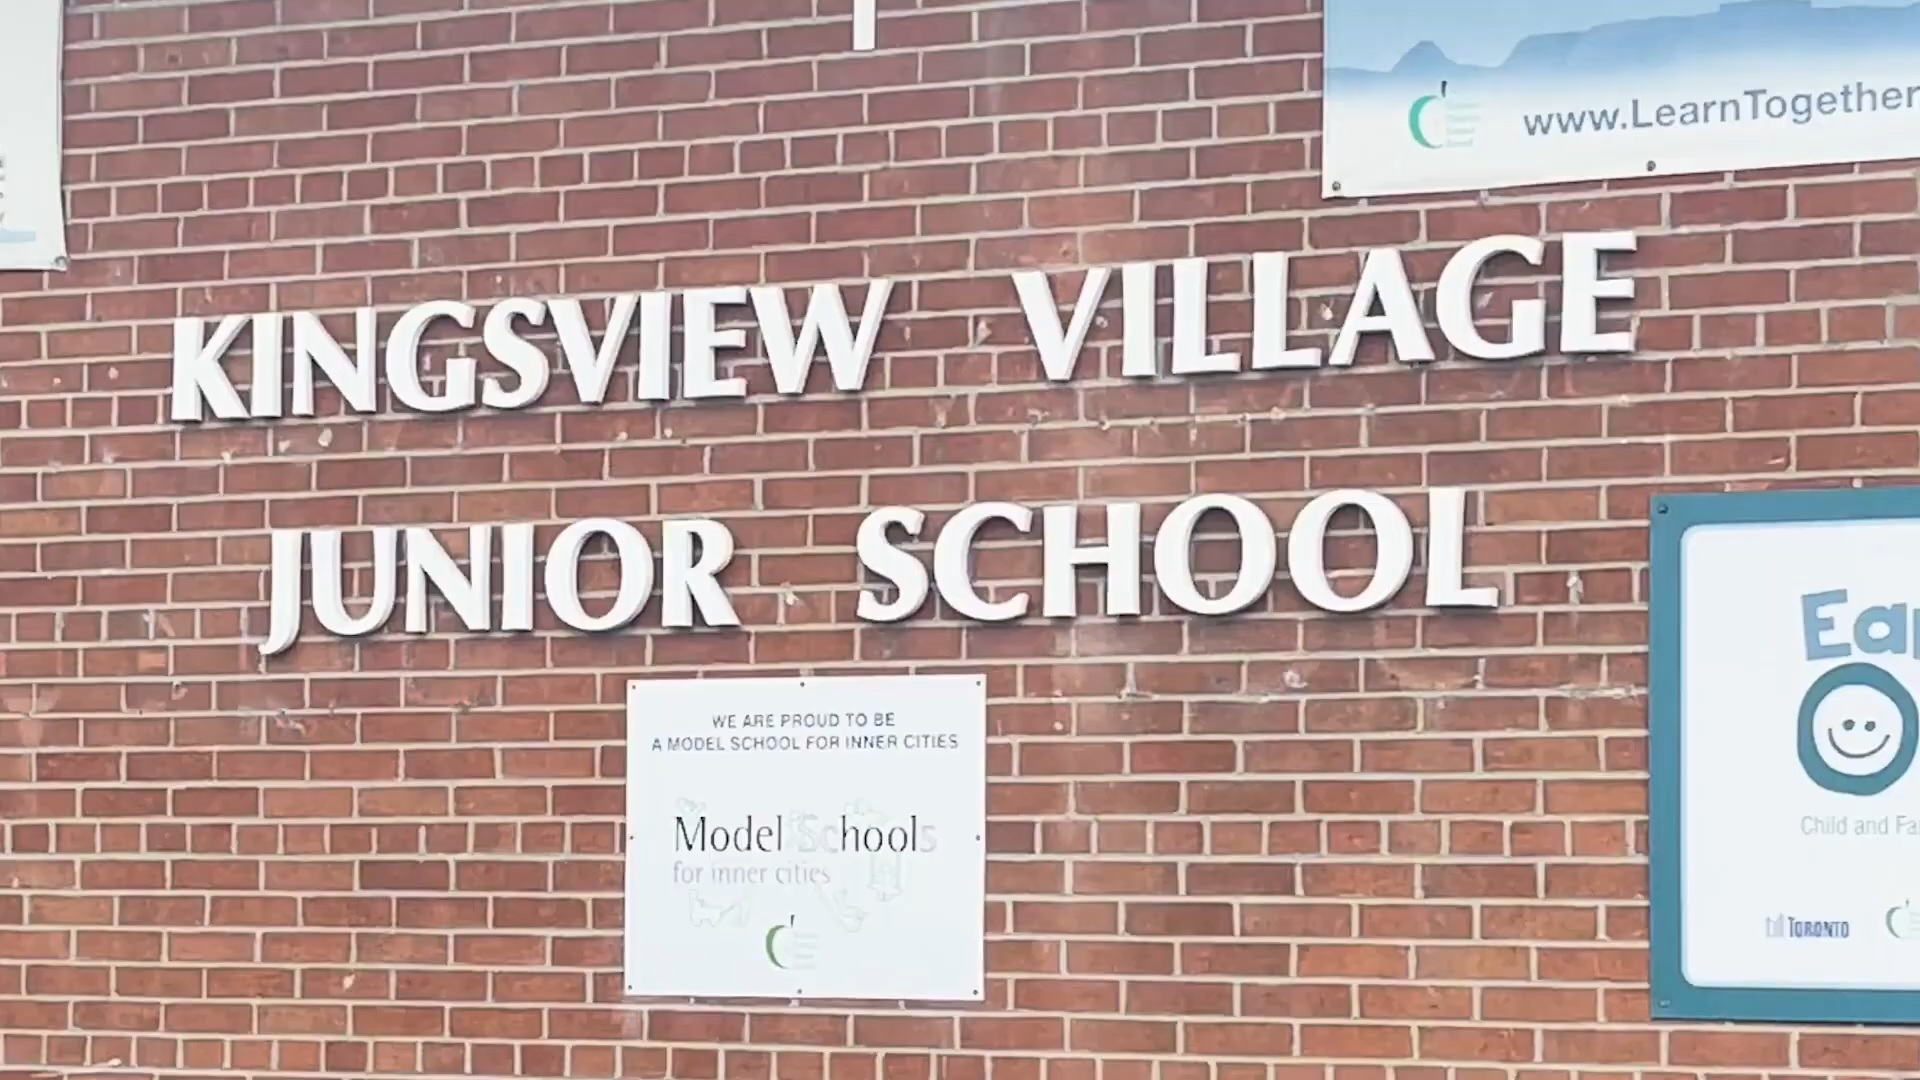 www.LearnTogether
KINGSVIEW VILLAGE
JUNIOR SCHOOL
WE ARE PROUD TO BE
A MODEL SCHOOL FOR INNER CITIES
Model Schools
for inner cities
Child and
TORONTO